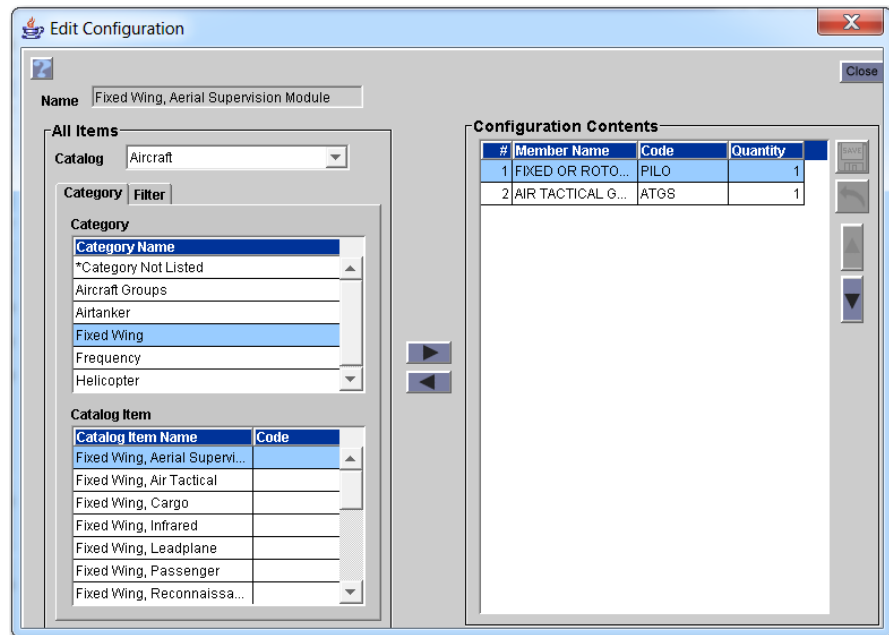 Edit Configuration
X
?
Close
Name Fixed Wing, Aerial Supervision Module
All Items
Catalog Aircraft
Category Filter
Category
Category Name
*Category Not Listed
Aircraft Groups
Airtanker
Fixed Wing
Frequency
Helicopter
Catalog Item
Catalog Item Name Code
Fixed Wing, Aerial Supervi...
Fixed Wing, Air Tactical
Fixed Wing, Cargo
Fixed Wing, Infrared
Fixed Wing, Leadplane
Fixed Wing, Passenger
Fixed Wing, Reconnaissa...
Configuration Contents
# Member Name Code Quantity
1 FIXED OR ROTO... PILO 1
2 AIR TACTICAL G... ATGS 1
SAVE